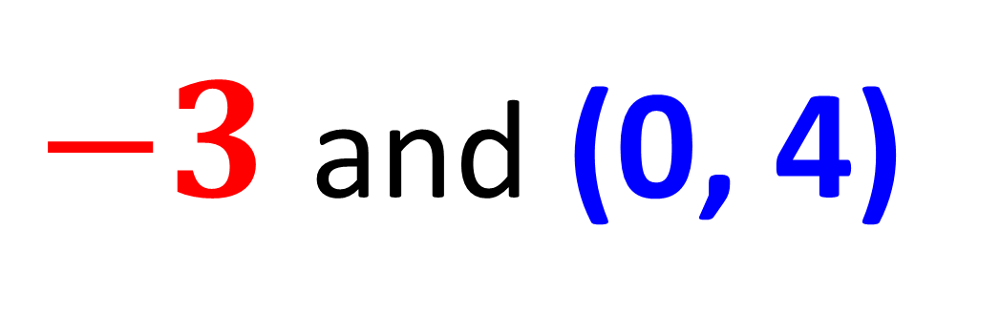 −3 and (0, 4)